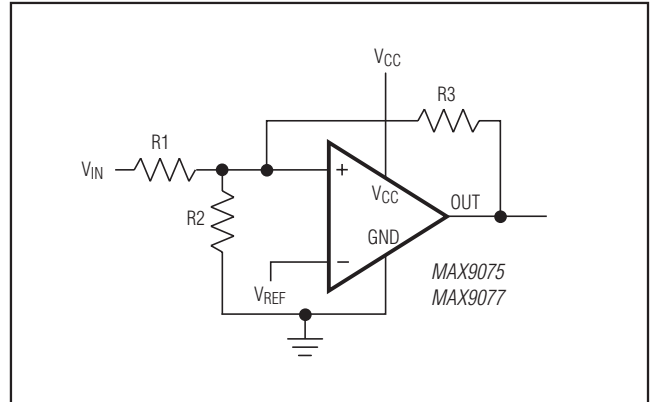 VCC
R3
R1
VIN
+
VCC
OUT
R2
GND
−
VREF
MAX9075
MAX9077